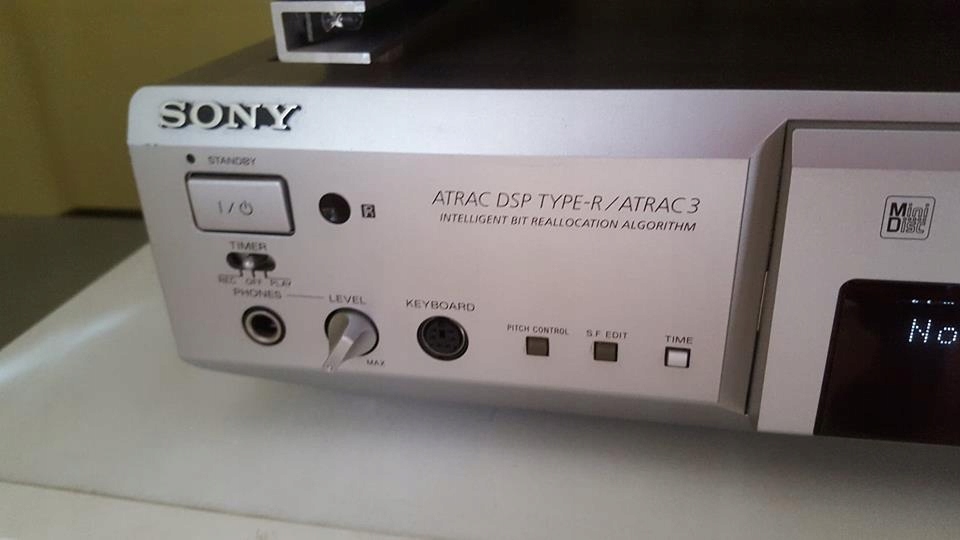 SONY
STANDBY
I / ⏻
R
ATRAC DSP TYPE-R/ATRAC3
INTELLIGENT BIT REALLOCATION ALGORITHM
Mini
Disc
TIMER
REC OFF PLAY
PHONES
LEVEL
MAX
KEYBOARD
PITCH CONTROL
S.F. EDIT
TIME
No